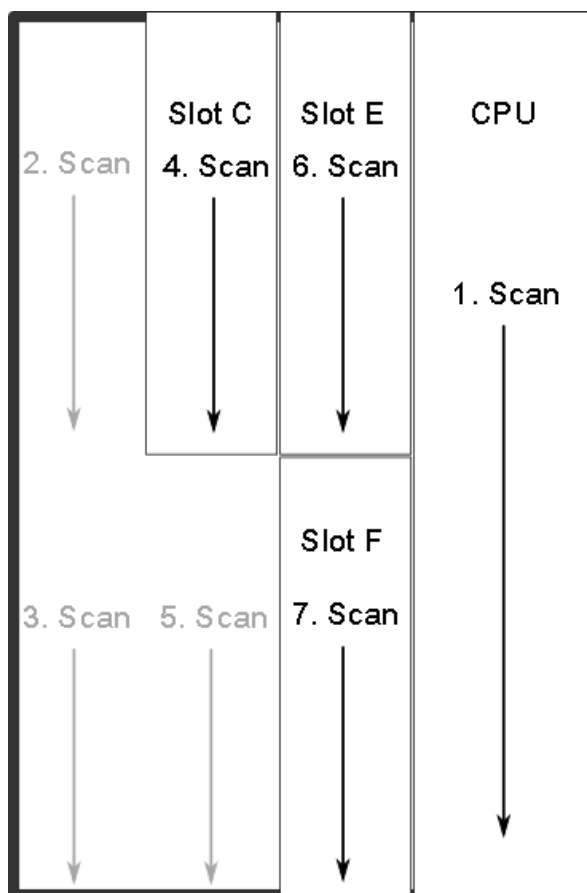 Slot C
Slot E
CPU
2. Scan
4. Scan
6. Scan
1. Scan
Slot F
3. Scan
5. Scan
7. Scan